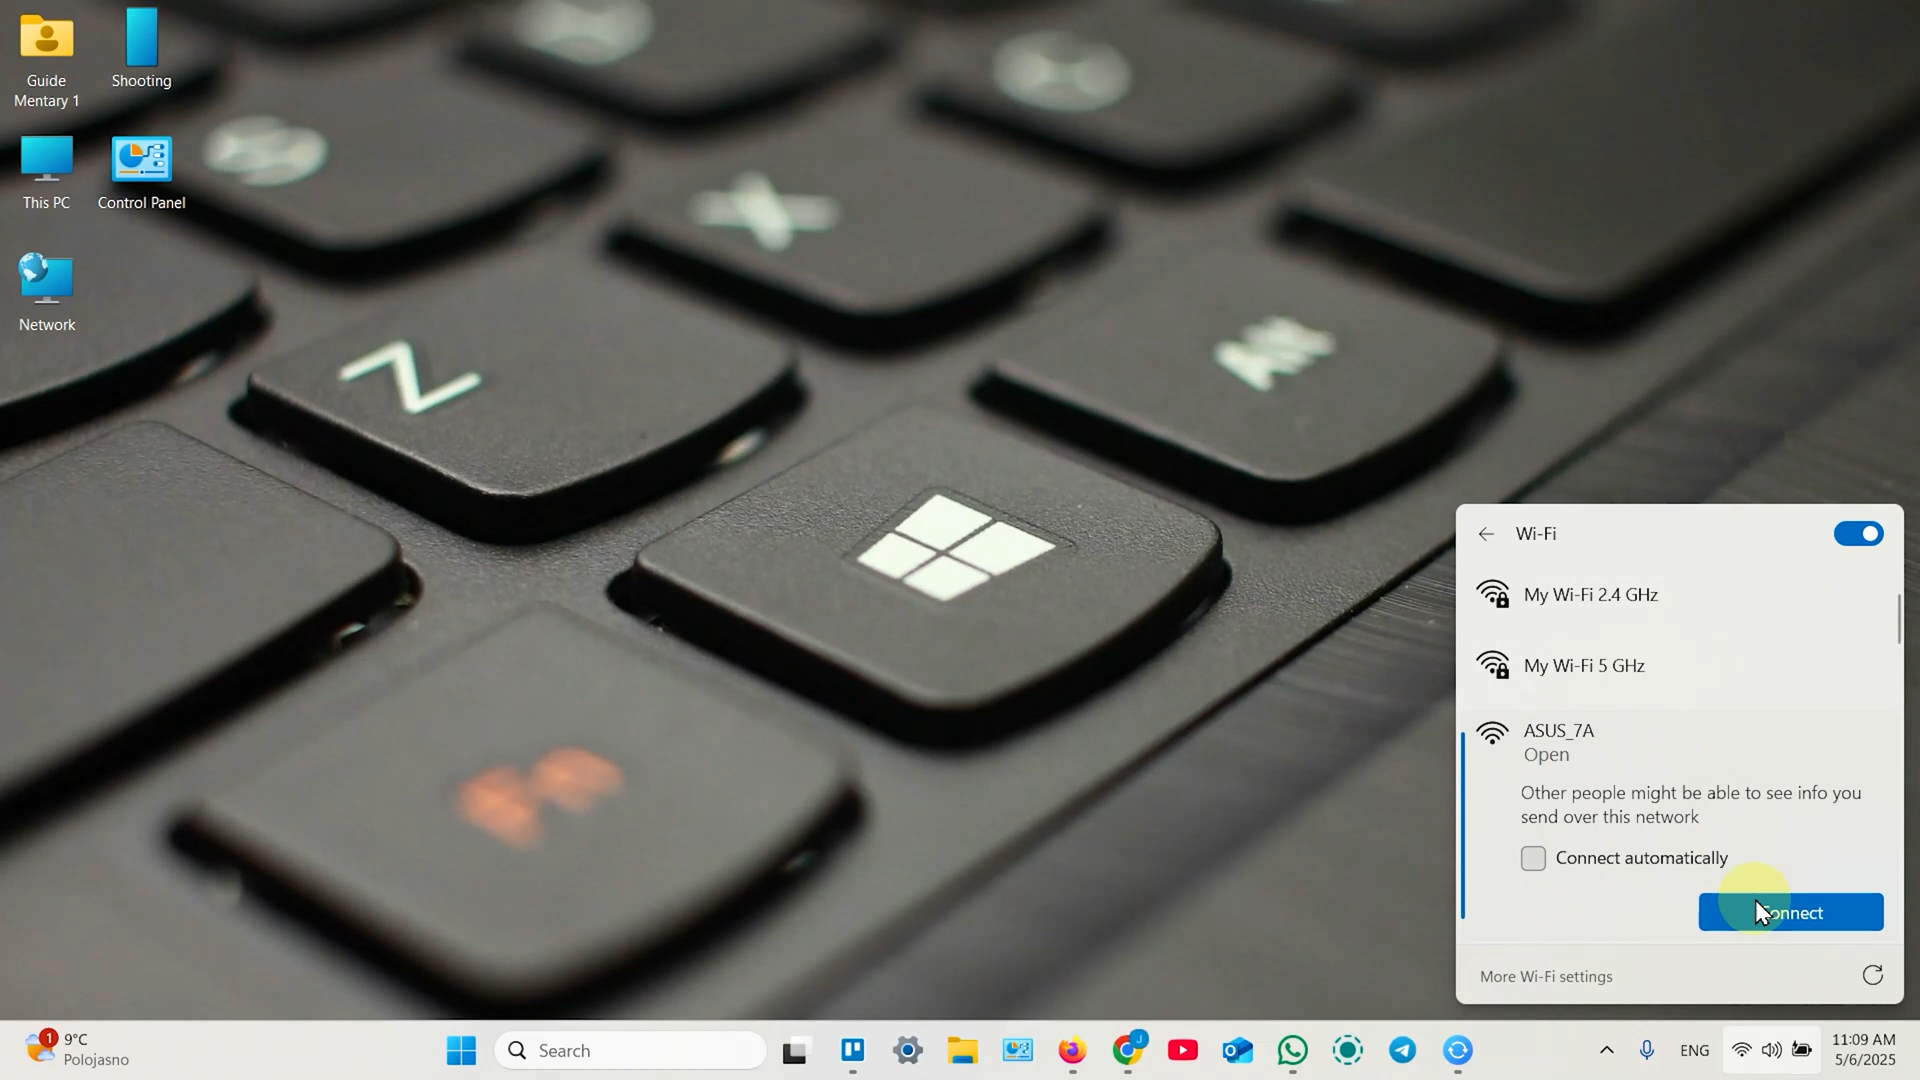 Guide
Mentary 1
Shooting
This PC
Control Panel
Network
X
Z
Alt
Wi-Fi
My Wi-Fi 2.4 GHz
My Wi-Fi 5 GHz
ASUS_7A
Open
Other people might be able to see info you
send over this network
Connect automatically
More Wi-Fi settings
1
9°C
Polojasno
Search
J
ENG
11:09 AM
5/6/2025